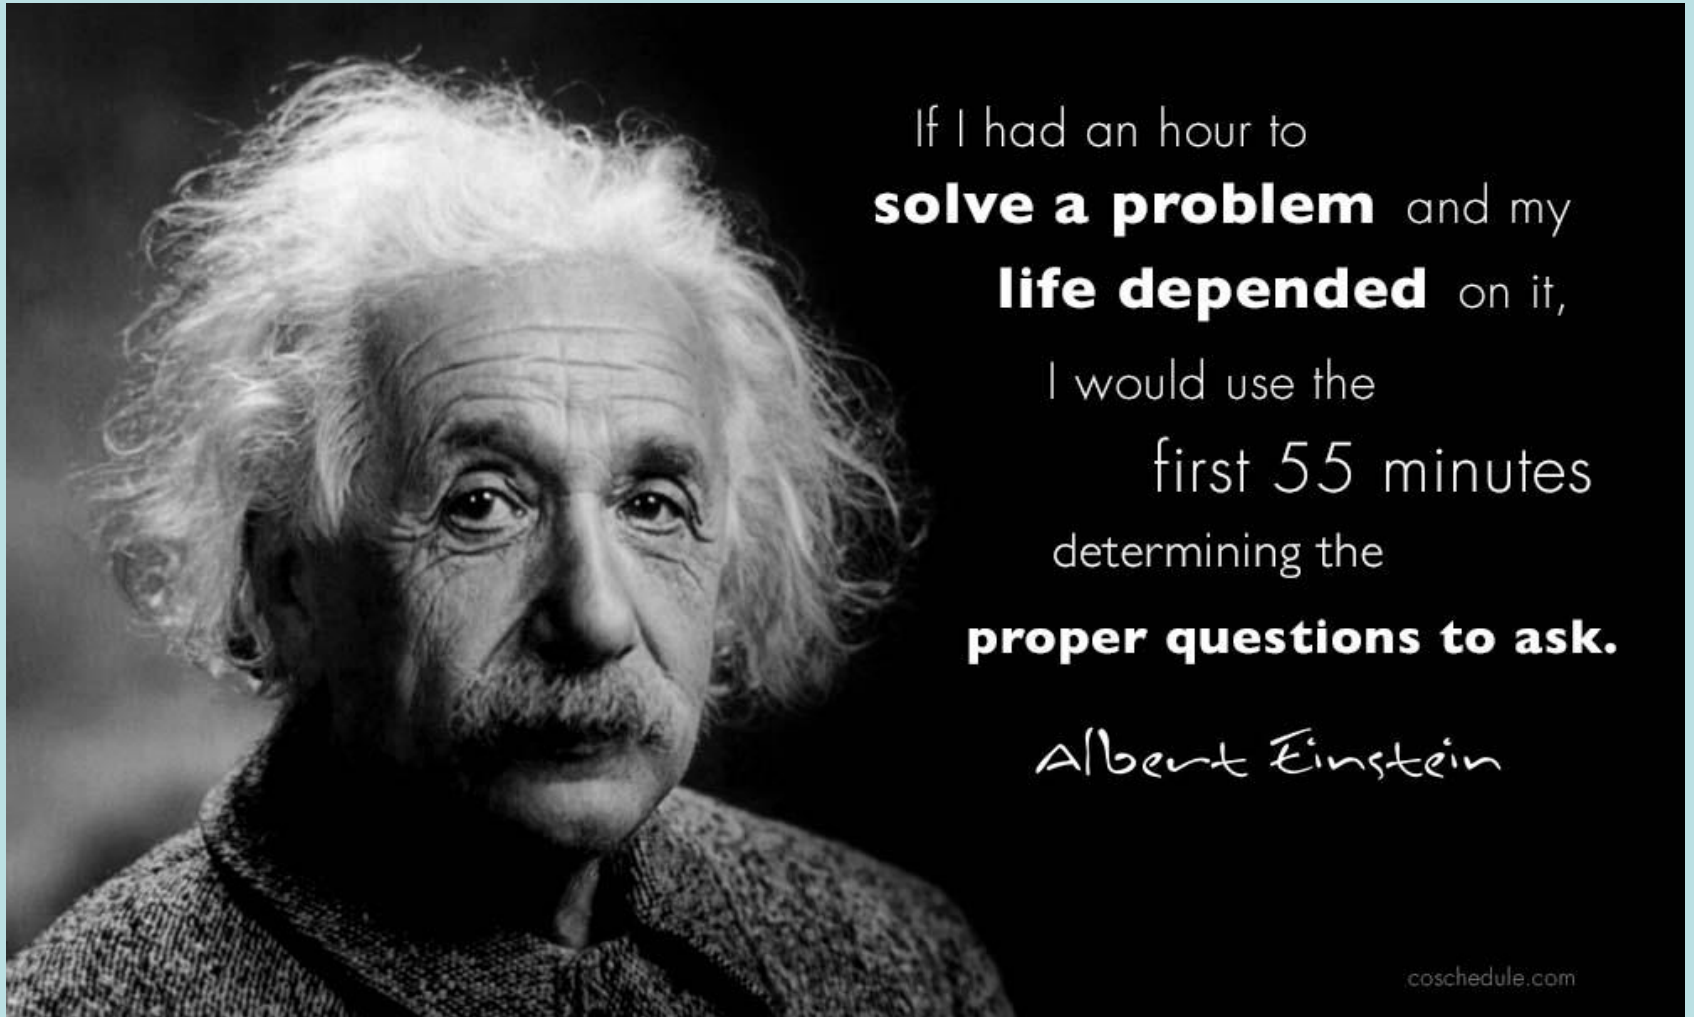 If I had an hour to
solve a problem and my
life depended on it,
I would use the
first 55 minutes
determining the
proper questions to ask.
Albert Einstein
coschedule.com